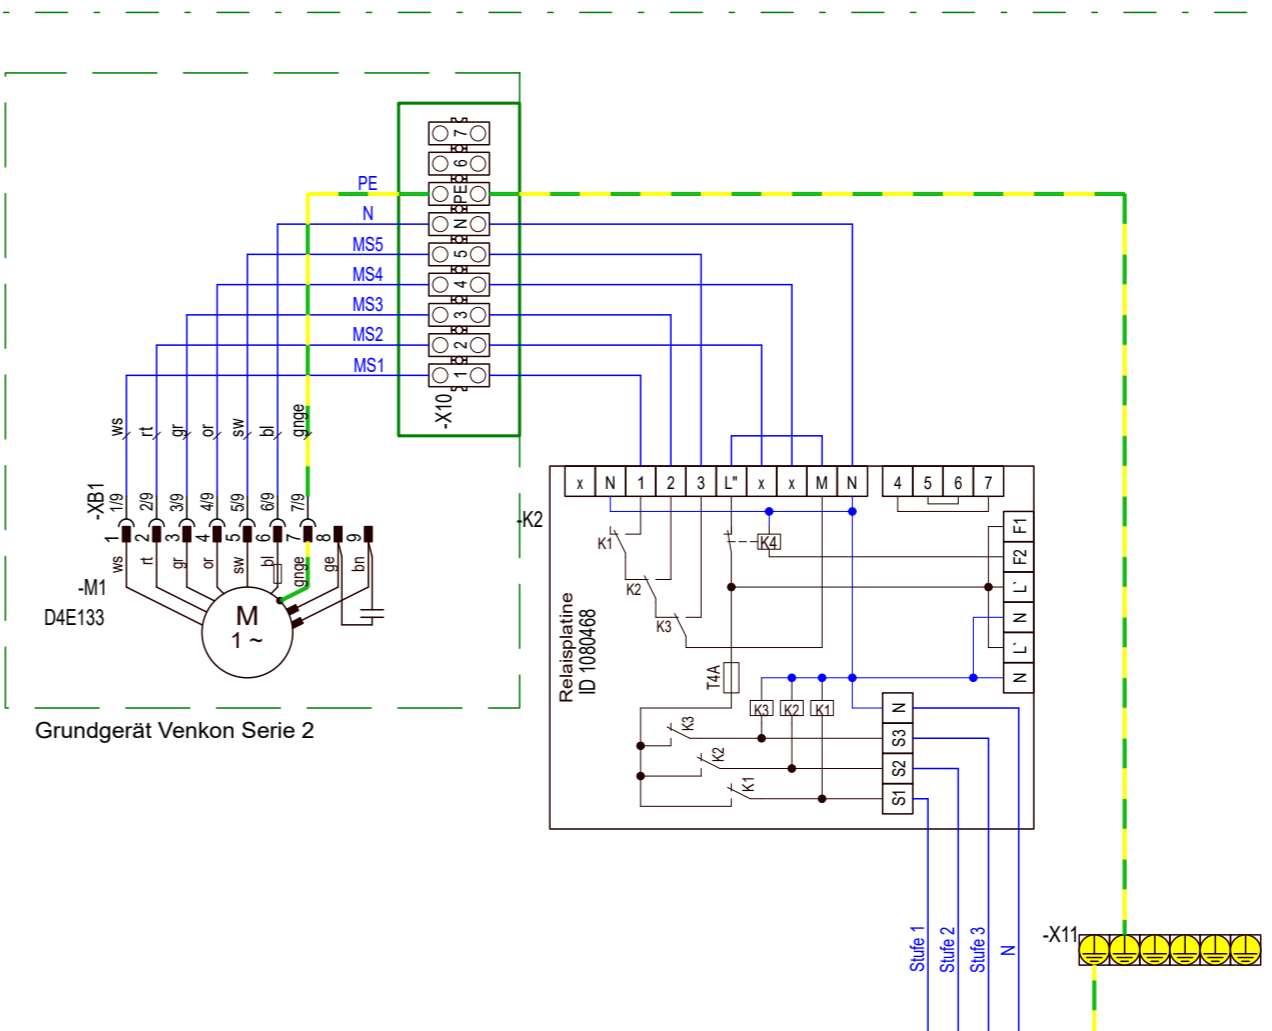 7
6
PE
PE
N
N
MS5
5
MS4
4
MS3
3
MS2
2
MS1
1
-X10
ws
rt
gr
or
sw
bl
gnge
-XB1
1/9
2/9
3/9
4/9
5/9
6/9
7/9
1
2
3
4
5
6
7
8
9
ws
rt
gr
or
sw
bl
gnge
ge
bn
-M1
D4E133
M
1 ~
Grundgerät Venkon Serie 2
-K2
x
N
1
2
3
L"
x
x
M
N
4
5
6
7
K1
K4
K2
K3
F1
F2
L`
N
L`
N
Relaisplatine
ID 1080468
T4A
K3
K2
K1
K3
K2
K1
N
S3
S2
S1
Stufe 1
Stufe 2
Stufe 3
N
-X11